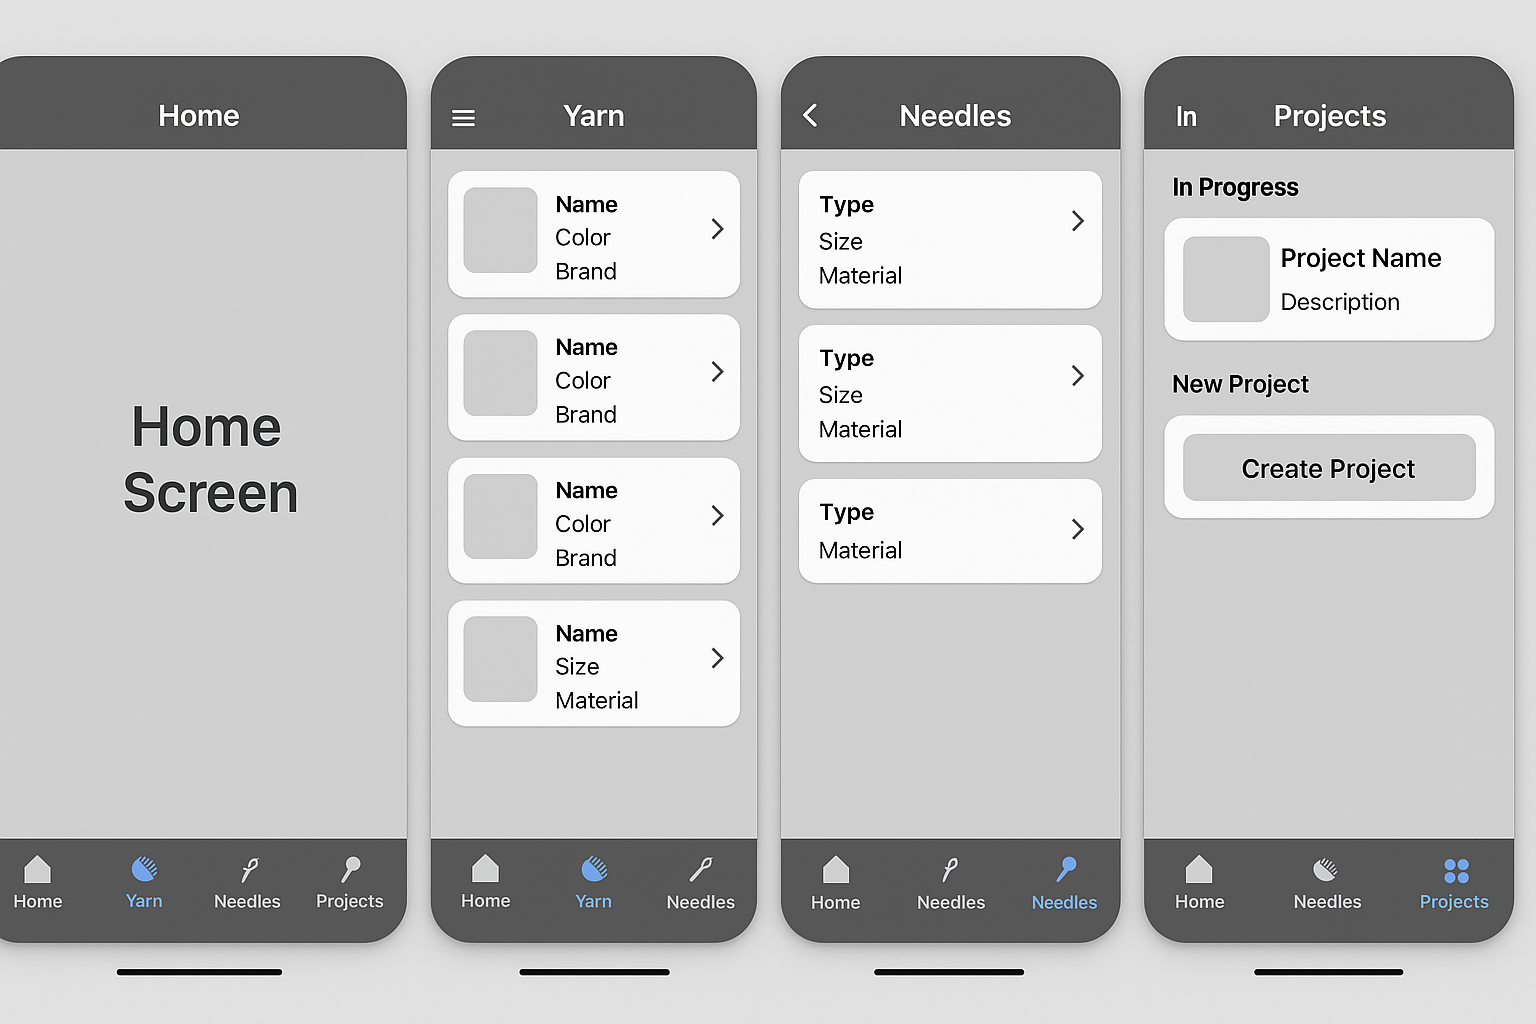 Home
Home
Screen
Home
Yarn
Needles
Projects
Yarn
Name
Color
Brand
Name
Color
Brand
Name
Color
Brand
Name
Size
Material
Home
Yarn
Needles
Needles
Type
Size
Material
Type
Size
Material
Type
Material
Home
Needles
Needles
In
Projects
In Progress
Project Name
Description
New Project
Create Project
Home
Needles
Projects